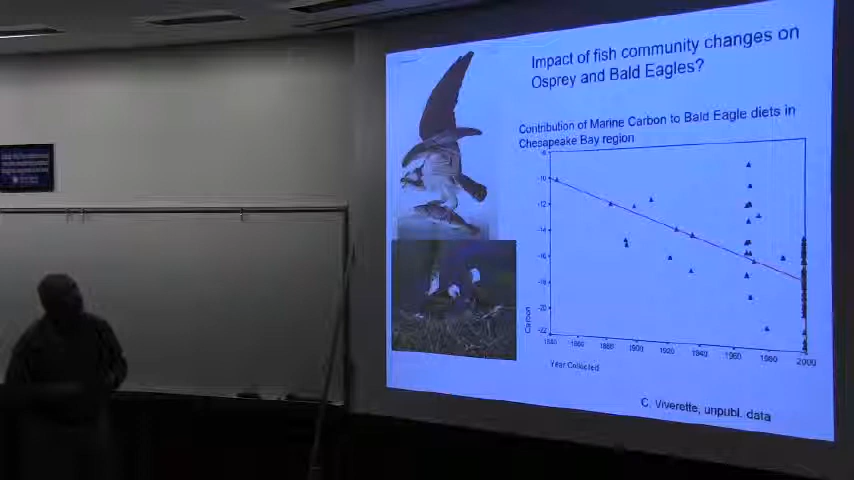 Impact of fish community changes on
Osprey and Bald Eagles?
Contribution of Marine Carbon to Bald Eagle diets in
Chesapeake Bay region
-8
-10
-12
-14
-16
-18
-20
-22
Carbon
1840 1860 1880 1900 1920 1940 1960 1980 2000
Year Collected
C. Viverette, unpubl. data